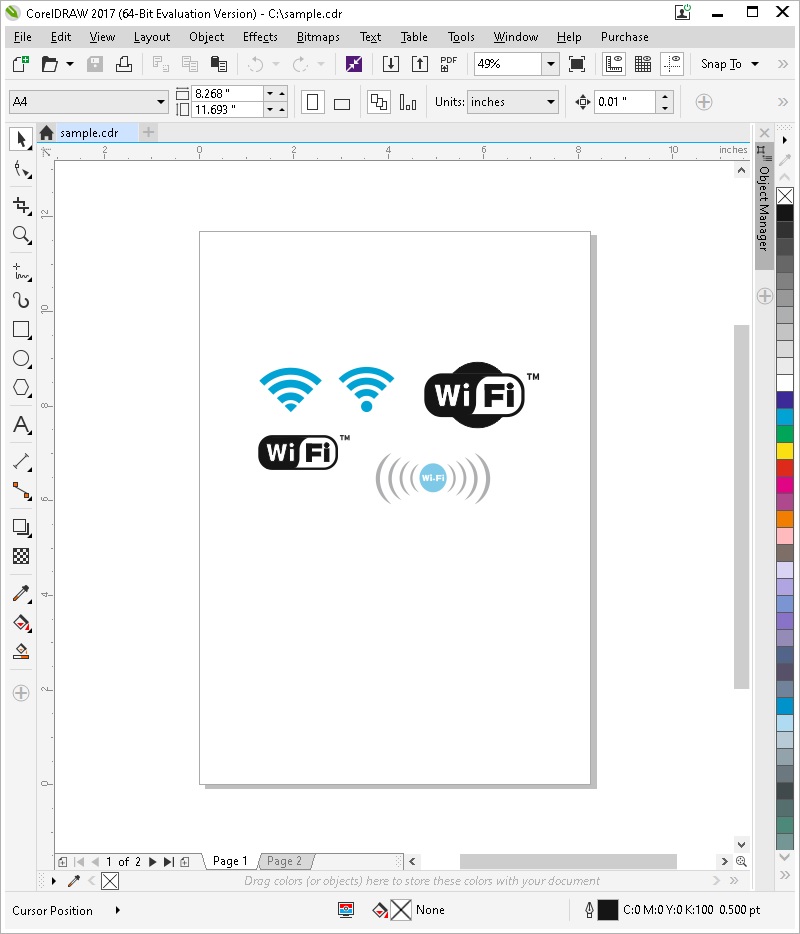 CorelDRAW 2017 (64-Bit Evaluation Version) - C:\sample.cdr
File Edit View Layout Object Effects Bitmaps Text Table Tools Window Help Purchase
PDF 49% Snap To
A4 8.268 " Units: inches 0.01 "
11.693 "
sample.cdr
2 0 2 4 6 8 10 inches
Object Manager
12
10
8
6
4
2
0
Wi Fi TM
Wi Fi TM
Wi-Fi
1 of 2 Page 1 Page 2
Drag colors (or objects) here to store these colors with your document
Cursor Position None C:0 M:0 Y:0 K:100 0.500 pt